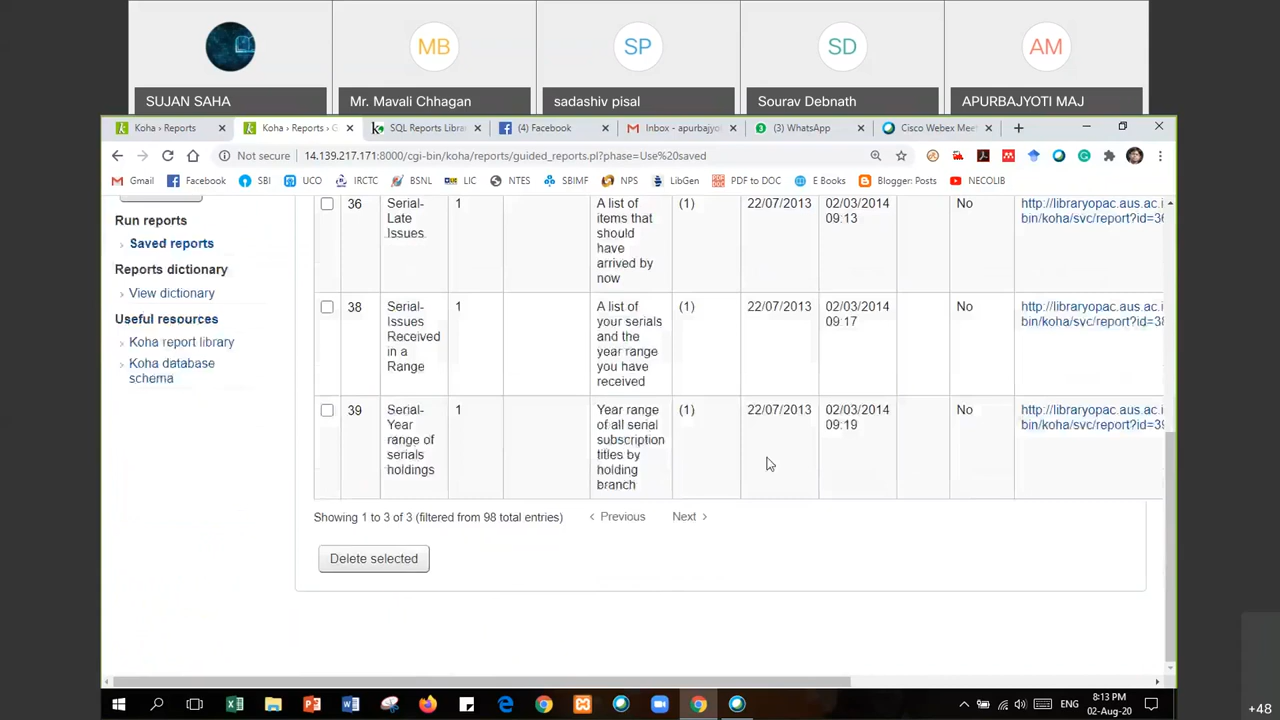 MB
SP
SD
AM
SUJAN SAHA
Mr. Mavali Chhagan
sadashiv pisal
Sourav Debnath
APURBAJYOTI MAJ
Koha › Reports
Koha › Reports › G
SQL Reports Libra
(4) Facebook
Inbox - apurbajyo
(3) WhatsApp
Cisco Webex Meet
Not secure
14.139.217.171:8000/cgi-bin/koha/reports/guided_reports.pl?phase=Use%20saved
Gmail
Facebook
SBI
UCO
IRCTC
BSNL
LIC
NTES
SBIMF
NPS
LibGen
PDF to DOC
E Books
Blogger: Posts
NECOLIB
Run reports
Saved reports
Reports dictionary
View dictionary
Useful resources
Koha report library
Koha database
schema
36
Serial-
Late
Issues.
1
A list of
items that
should
have
arrived by
now
(1)
22/07/2013
02/03/2014
09:13
No
http://libraryopac.aus.ac.i
bin/koha/svc/report?id=36
38
Serial-
Issues
Received
in a
Range
1
A list of
your serials
and the
year range
you have
received
(1)
22/07/2013
02/03/2014
09:17
No
http://libraryopac.aus.ac.i
bin/koha/svc/report?id=38
39
Serial-
Year
range of
serials
holdings
1
Year range
of all serial
subscription
titles by
holding
branch
(1)
22/07/2013
02/03/2014
09:19
No
http://libraryopac.aus.ac.i
bin/koha/svc/report?id=39
Showing 1 to 3 of 3 (filtered from 98 total entries)
Previous
Next
Delete selected
ENG
8:13 PM
02-Aug-20
+48